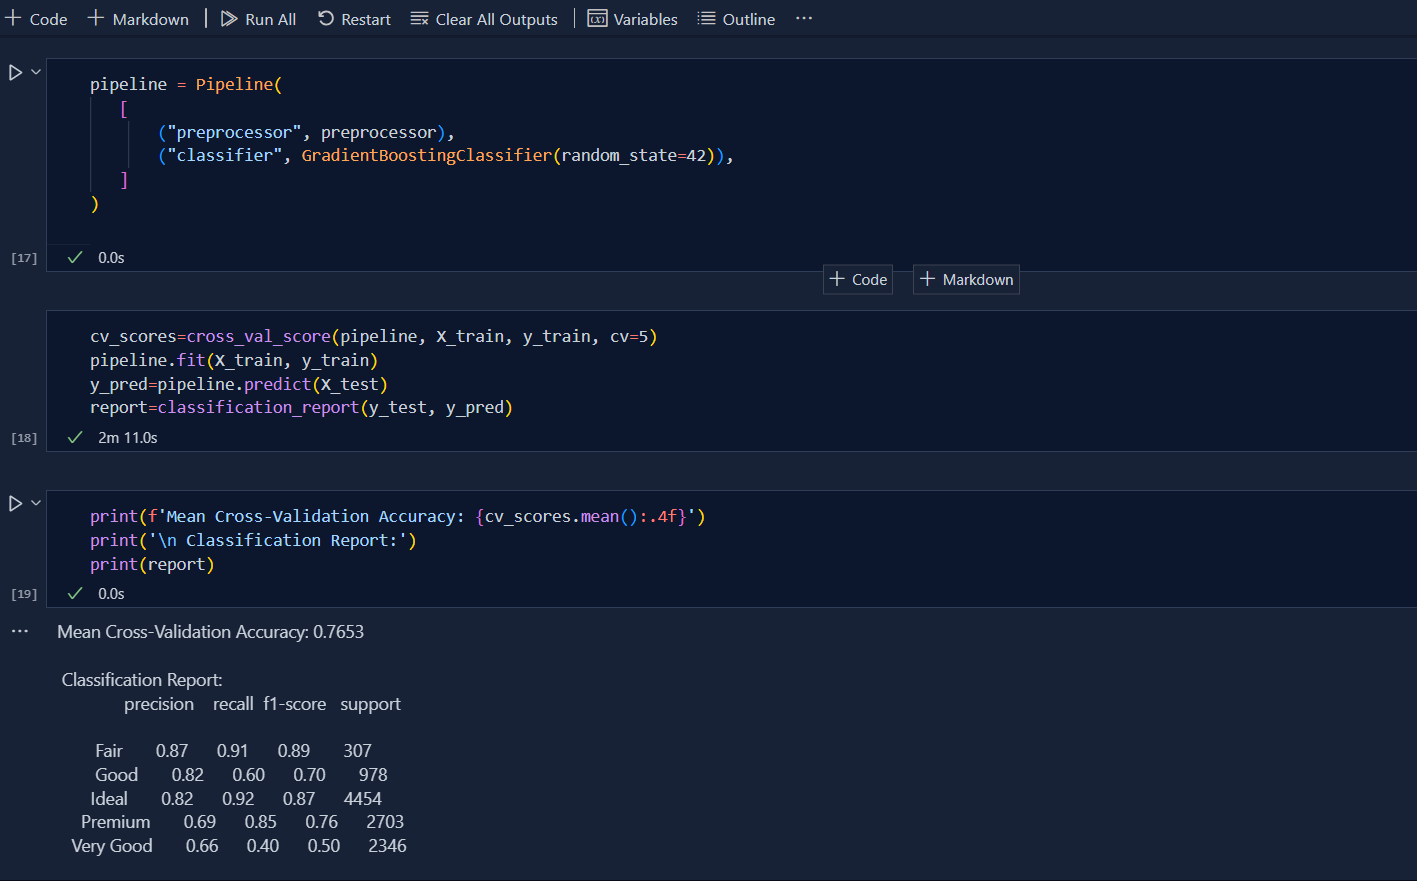 Code Markdown Run All Restart Clear All Outputs Variables Outline ...
pipeline = Pipeline(
[
("preprocessor", preprocessor),
("classifier", GradientBoostingClassifier(random_state=42)),
]
)
[17] 0.0s
Code Markdown
cv_scores=cross_val_score(pipeline, X_train, y_train, cv=5)
pipeline.fit(X_train, y_train)
y_pred=pipeline.predict(X_test)
report=classification_report(y_test, y_pred)
[18] 2m 11.0s
print(f'Mean Cross-Validation Accuracy: {cv_scores.mean():.4f}')
print('\n Classification Report:')
print(report)
[19] 0.0s
... Mean Cross-Validation Accuracy: 0.7653
Classification Report:
precision recall f1-score support
Fair 0.87 0.91 0.89 307
Good 0.82 0.60 0.70 978
Ideal 0.82 0.92 0.87 4454
Premium 0.69 0.85 0.76 2703
Very Good 0.66 0.40 0.50 2346